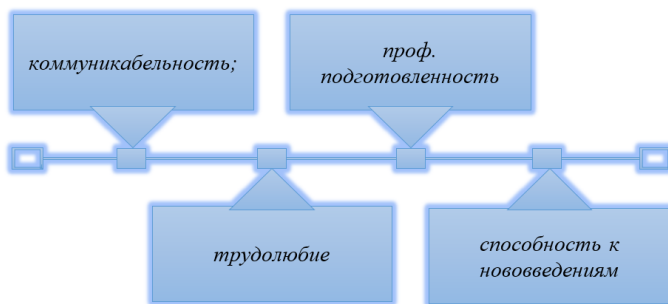 коммуникабельность;
проф.
подготовленность
трудолюбие
способность к
нововведениям